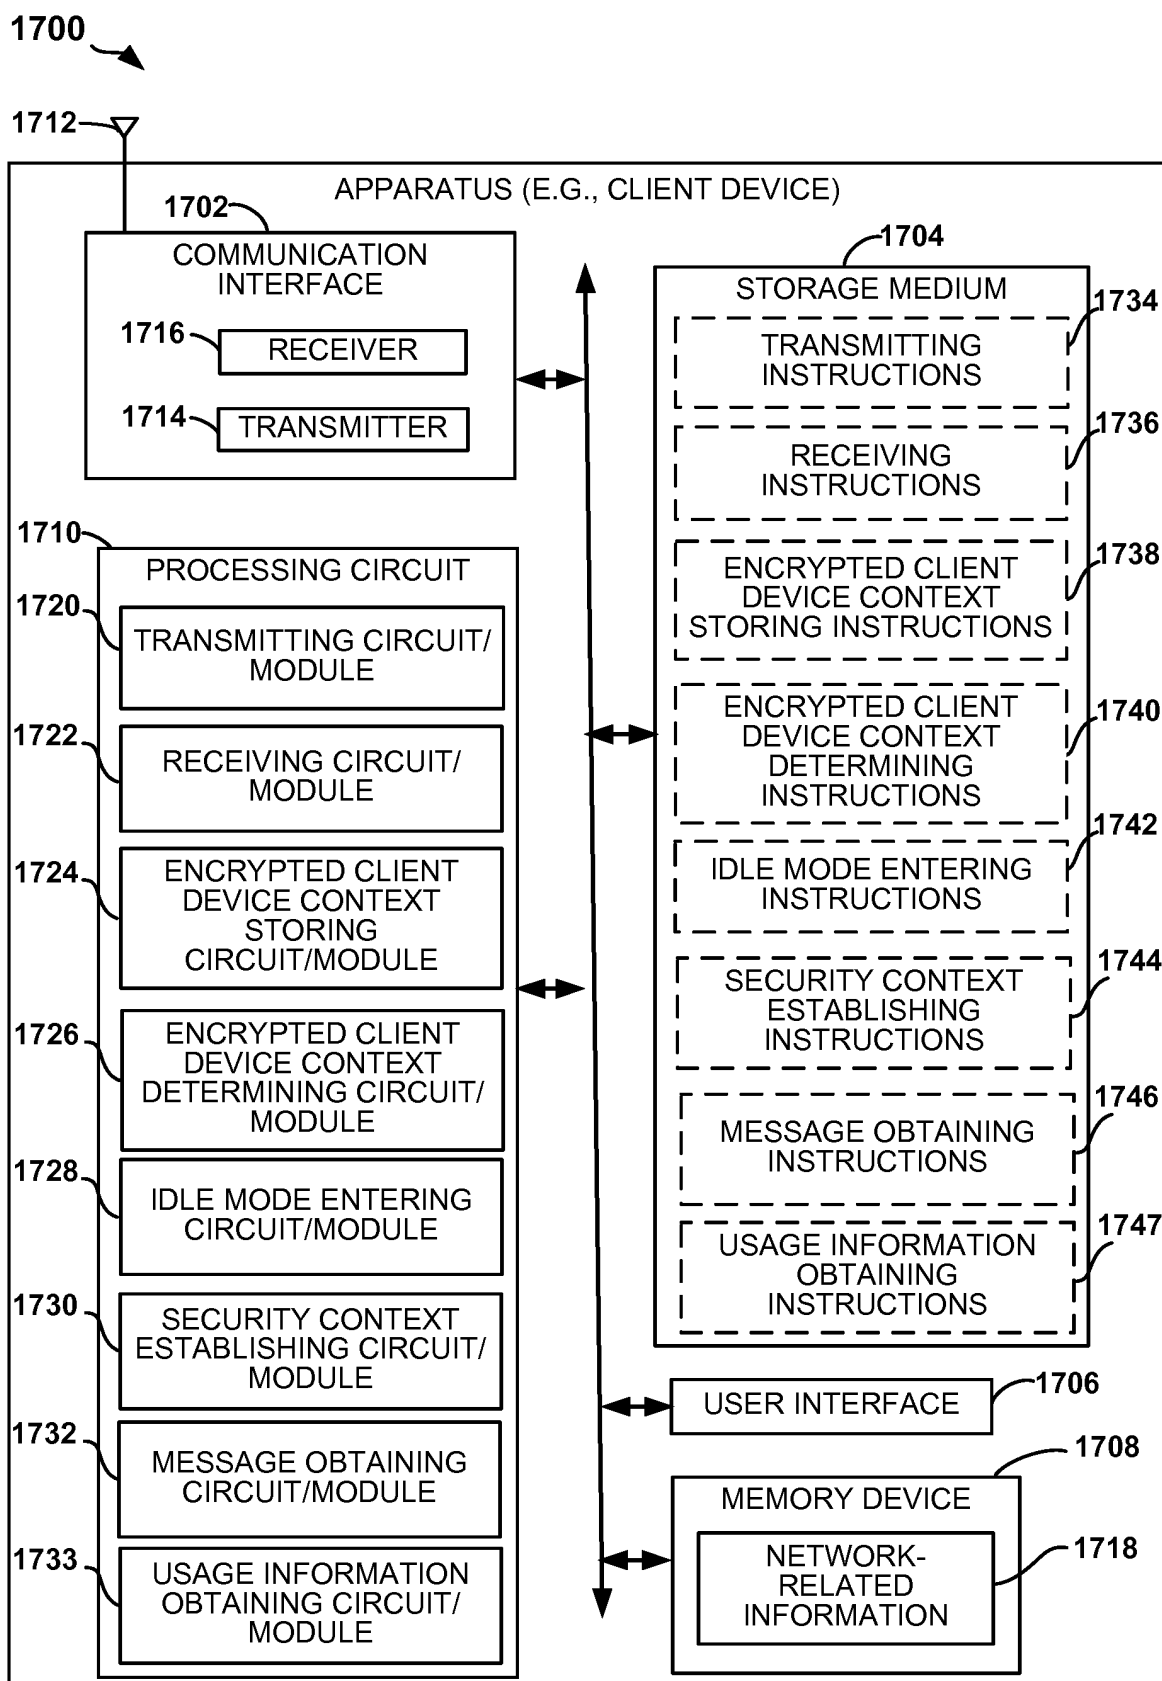 1700
1712
APPARATUS (E.G., CLIENT DEVICE)
1702
COMMUNICATION
INTERFACE
1716
RECEIVER
1714
TRANSMITTER
1710
PROCESSING CIRCUIT
1720
TRANSMITTING CIRCUIT/
MODULE
1722
RECEIVING CIRCUIT/
MODULE
1724
ENCRYPTED CLIENT
DEVICE CONTEXT
STORING
CIRCUIT/MODULE
1726
ENCRYPTED CLIENT
DEVICE CONTEXT
DETERMINING CIRCUIT/
MODULE
1728
IDLE MODE ENTERING
CIRCUIT/MODULE
1730
SECURITY CONTEXT
ESTABLISHING CIRCUIT/
MODULE
1732
MESSAGE OBTAINING
CIRCUIT/MODULE
1733
USAGE INFORMATION
OBTAINING CIRCUIT/
MODULE
1704
STORAGE MEDIUM
1734
TRANSMITTING
INSTRUCTIONS
1736
RECEIVING
INSTRUCTIONS
1738
ENCRYPTED CLIENT
DEVICE CONTEXT
STORING INSTRUCTIONS
1740
ENCRYPTED CLIENT
DEVICE CONTEXT
DETERMINING
INSTRUCTIONS
1742
IDLE MODE ENTERING
INSTRUCTIONS
1744
SECURITY CONTEXT
ESTABLISHING
INSTRUCTIONS
1746
MESSAGE OBTAINING
INSTRUCTIONS
1747
USAGE INFORMATION
OBTAINING
INSTRUCTIONS
1706
USER INTERFACE
1708
MEMORY DEVICE
1718
NETWORK-
RELATED
INFORMATION